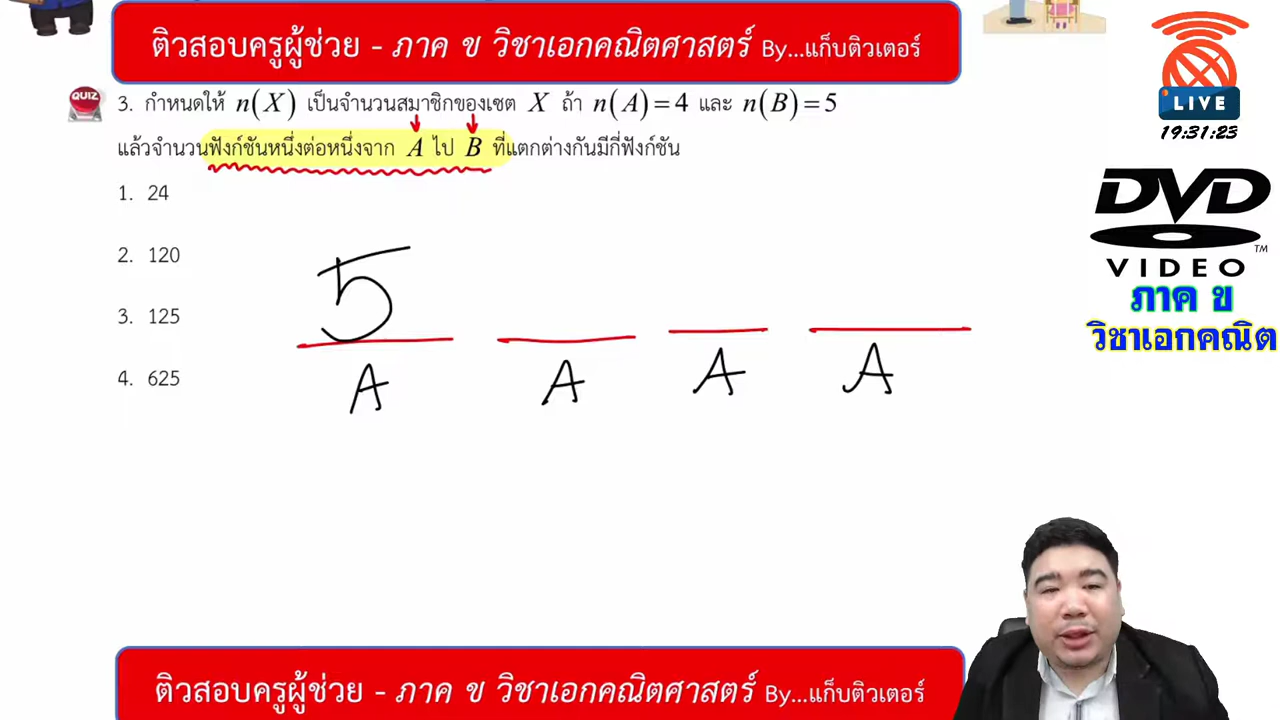 ติวสอบครูผู้ช่วย - ภาค ข วิชาเอกคณิตศาสตร์ By...แก็บติวเตอร์
QUIZ
3. กำหนดให้ n(X) เป็นจำนวนสมาชิกของเซต X ถ้า n(A)=4 และ n(B)=5
แล้วจำนวนฟังก์ชันหนึ่งต่อหนึ่งจาก A ไป B ที่แตกต่างกันมีกี่ฟังก์ชัน
1. 24
2. 120
3. 125
4. 625
5
A A A A
LIVE
19:31:23
DVD
TM
VIDEO
ภาค ข
วิชาเอกคณิต
ติวสอบครูผู้ช่วย - ภาค ข วิชาเอกคณิตศาสตร์ By...แก็บติวเตอร์